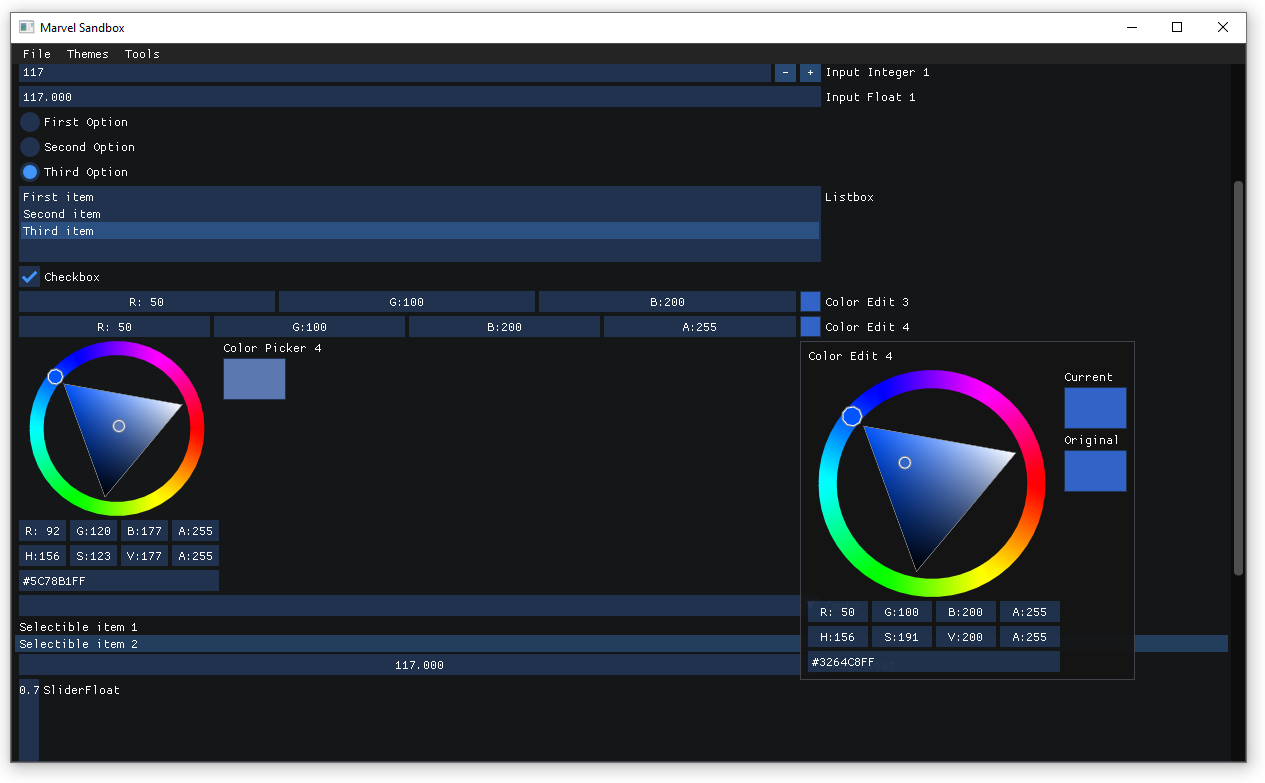 Marvel Sandbox
File Themes Tools
117 - + Input Integer 1
117.000 Input Float 1
First Option
Second Option
Third Option
First item Listbox
Second item
Third item
Checkbox
R: 50 G:100 B:200 Color Edit 3
R: 50 G:100 B:200 A:255 Color Edit 4
Color Picker 4
R: 92 G:120 B:177 A:255
H:156 S:123 V:177 A:255
#5C78B1FF
Color Edit 4
Current
Original
R: 50 G:100 B:200 A:255
H:156 S:191 V:200 A:255
#3264C8FF
Selectible item 1
Selectible item 2
117.000
0.7 SliderFloat